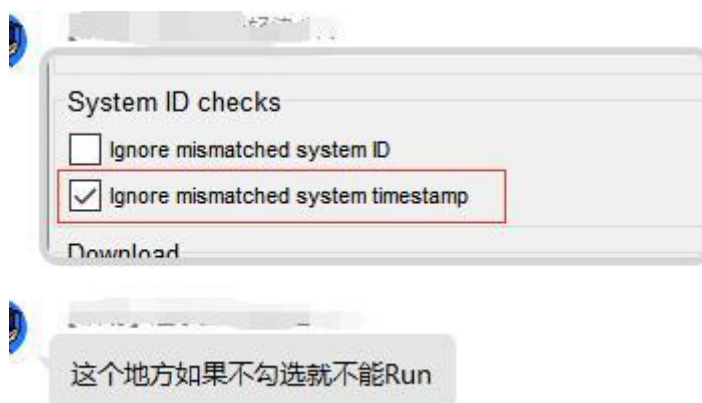 System ID checks
Ignore mismatched system ID
Ignore mismatched system timestamp
Download
这个地方如果不勾选就不能Run